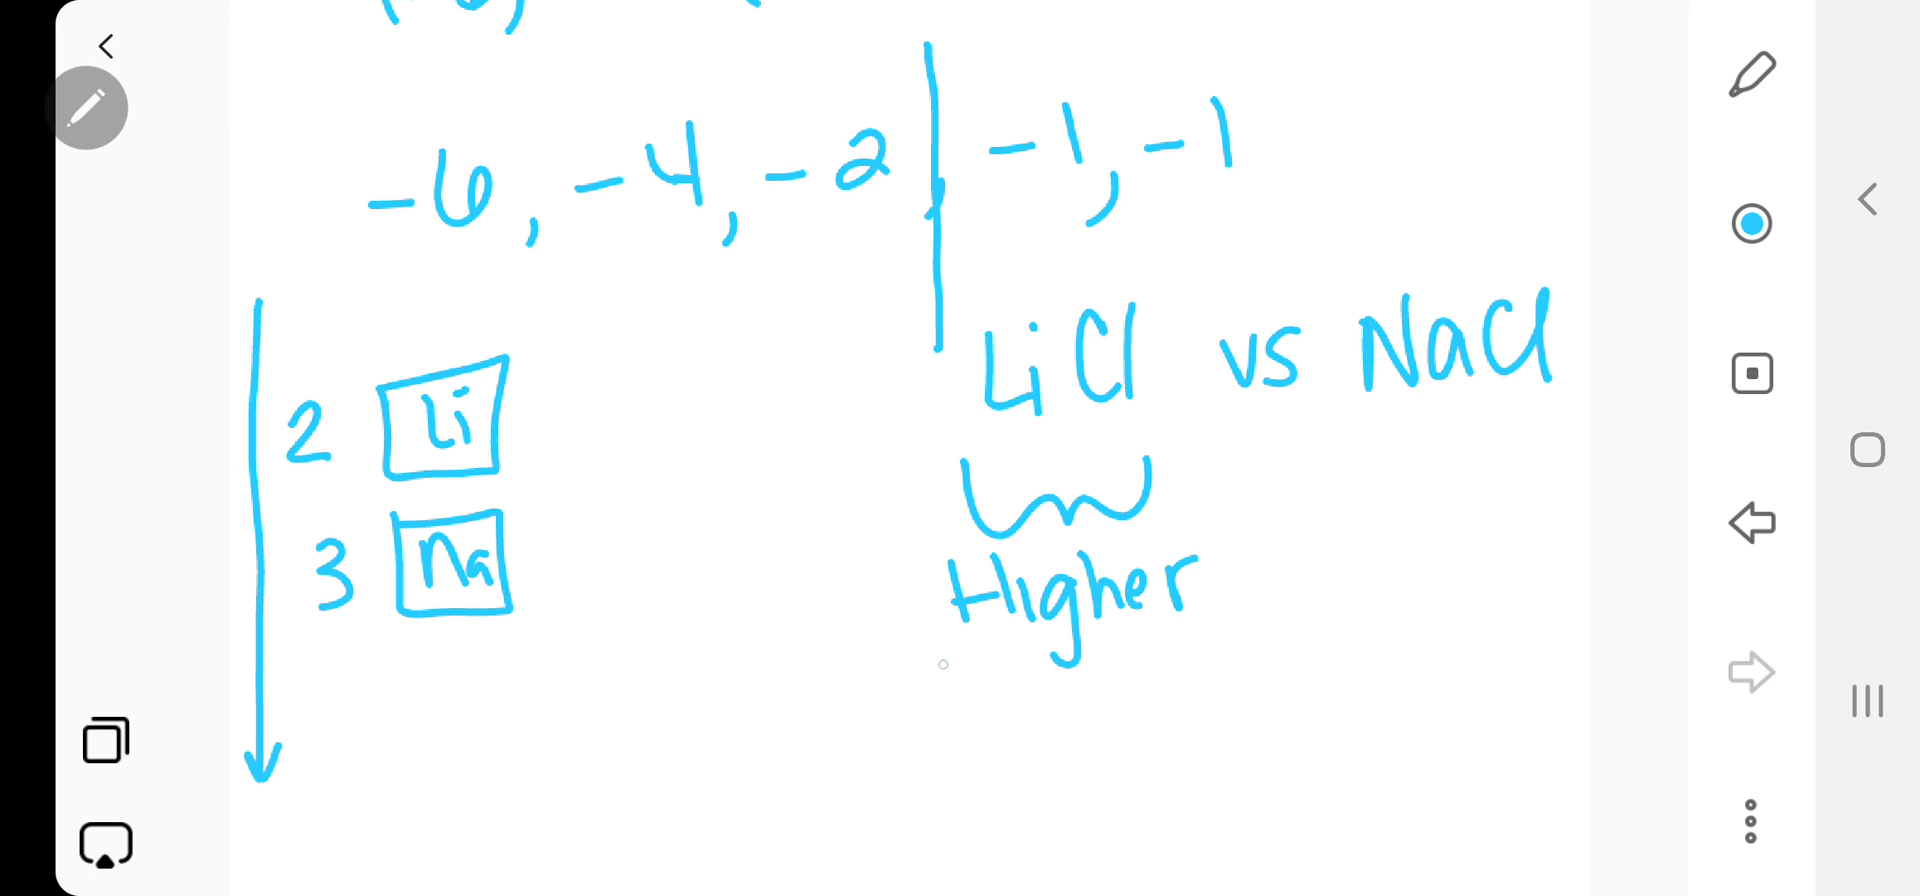 -6, -4, -2, -1, -1
LiCl vs NaCl
2 Li
Higher
3 Na